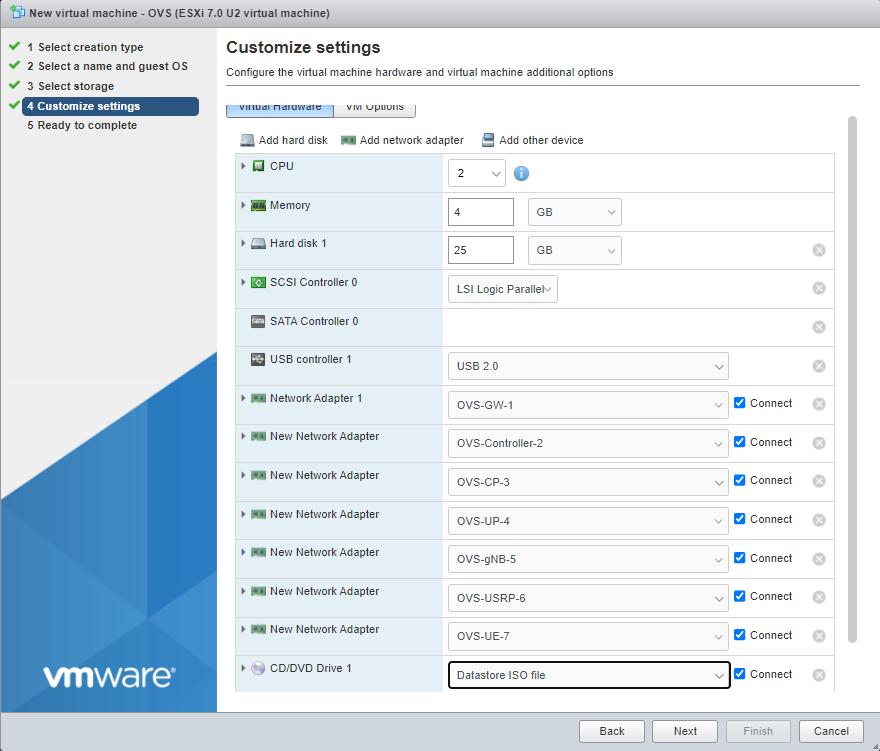 New virtual machine - OVS (ESXi 7.0 U2 virtual machine)
1 Select creation type
2 Select a name and guest OS
3 Select storage
4 Customize settings
5 Ready to complete
vmware®
Customize settings
Configure the virtual machine hardware and virtual machine additional options
Virtual Hardware VM Options
Add hard disk Add network adapter Add other device
CPU 2
Memory 4 GB
Hard disk 1 25 GB
SCSI Controller 0 LSI Logic Parallel
SATA Controller 0
USB controller 1 USB 2.0
Network Adapter 1 OVS-GW-1 Connect
New Network Adapter OVS-Controller-2 Connect
New Network Adapter OVS-CP-3 Connect
New Network Adapter OVS-UP-4 Connect
New Network Adapter OVS-gNB-5 Connect
New Network Adapter OVS-USRP-6 Connect
New Network Adapter OVS-UE-7 Connect
CD/DVD Drive 1 Datastore ISO file Connect
Back Next Finish Cancel